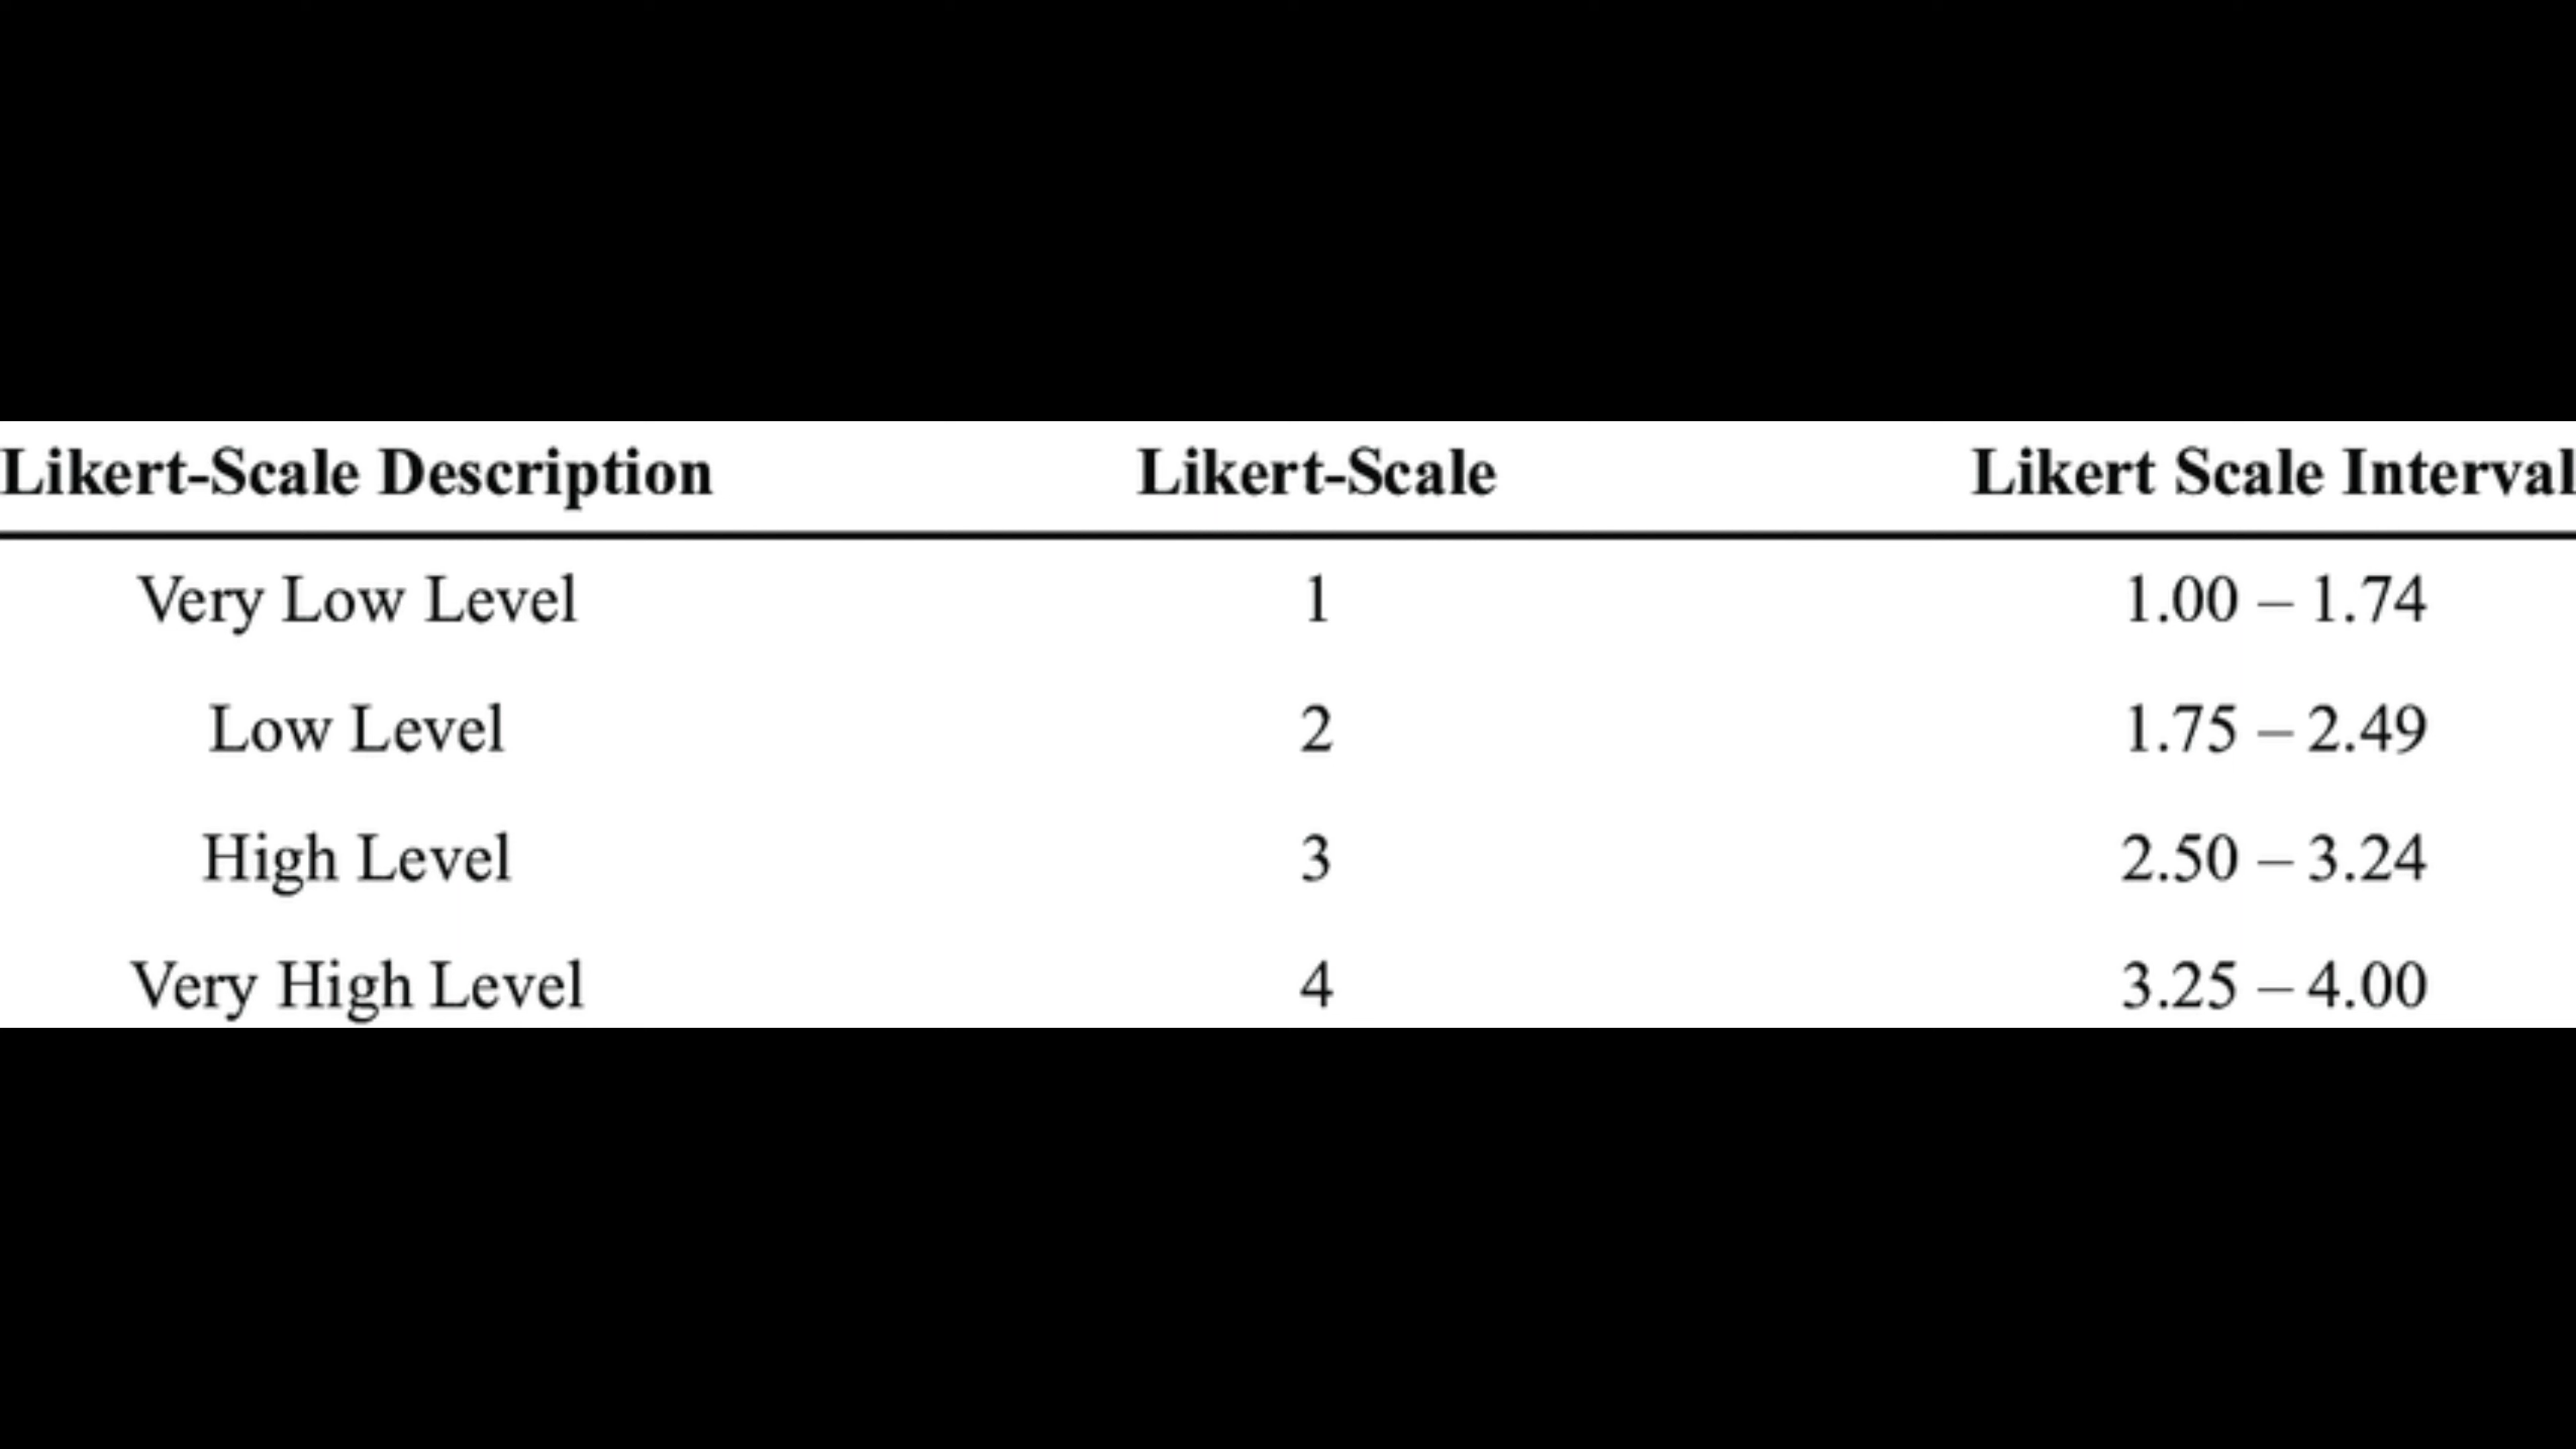 Likert-Scale Description Likert-Scale Likert Scale Interval
Very Low Level 1 1.00 – 1.74
Low Level 2 1.75 – 2.49
High Level 3 2.50 – 3.24
Very High Level 4 3.25 – 4.00